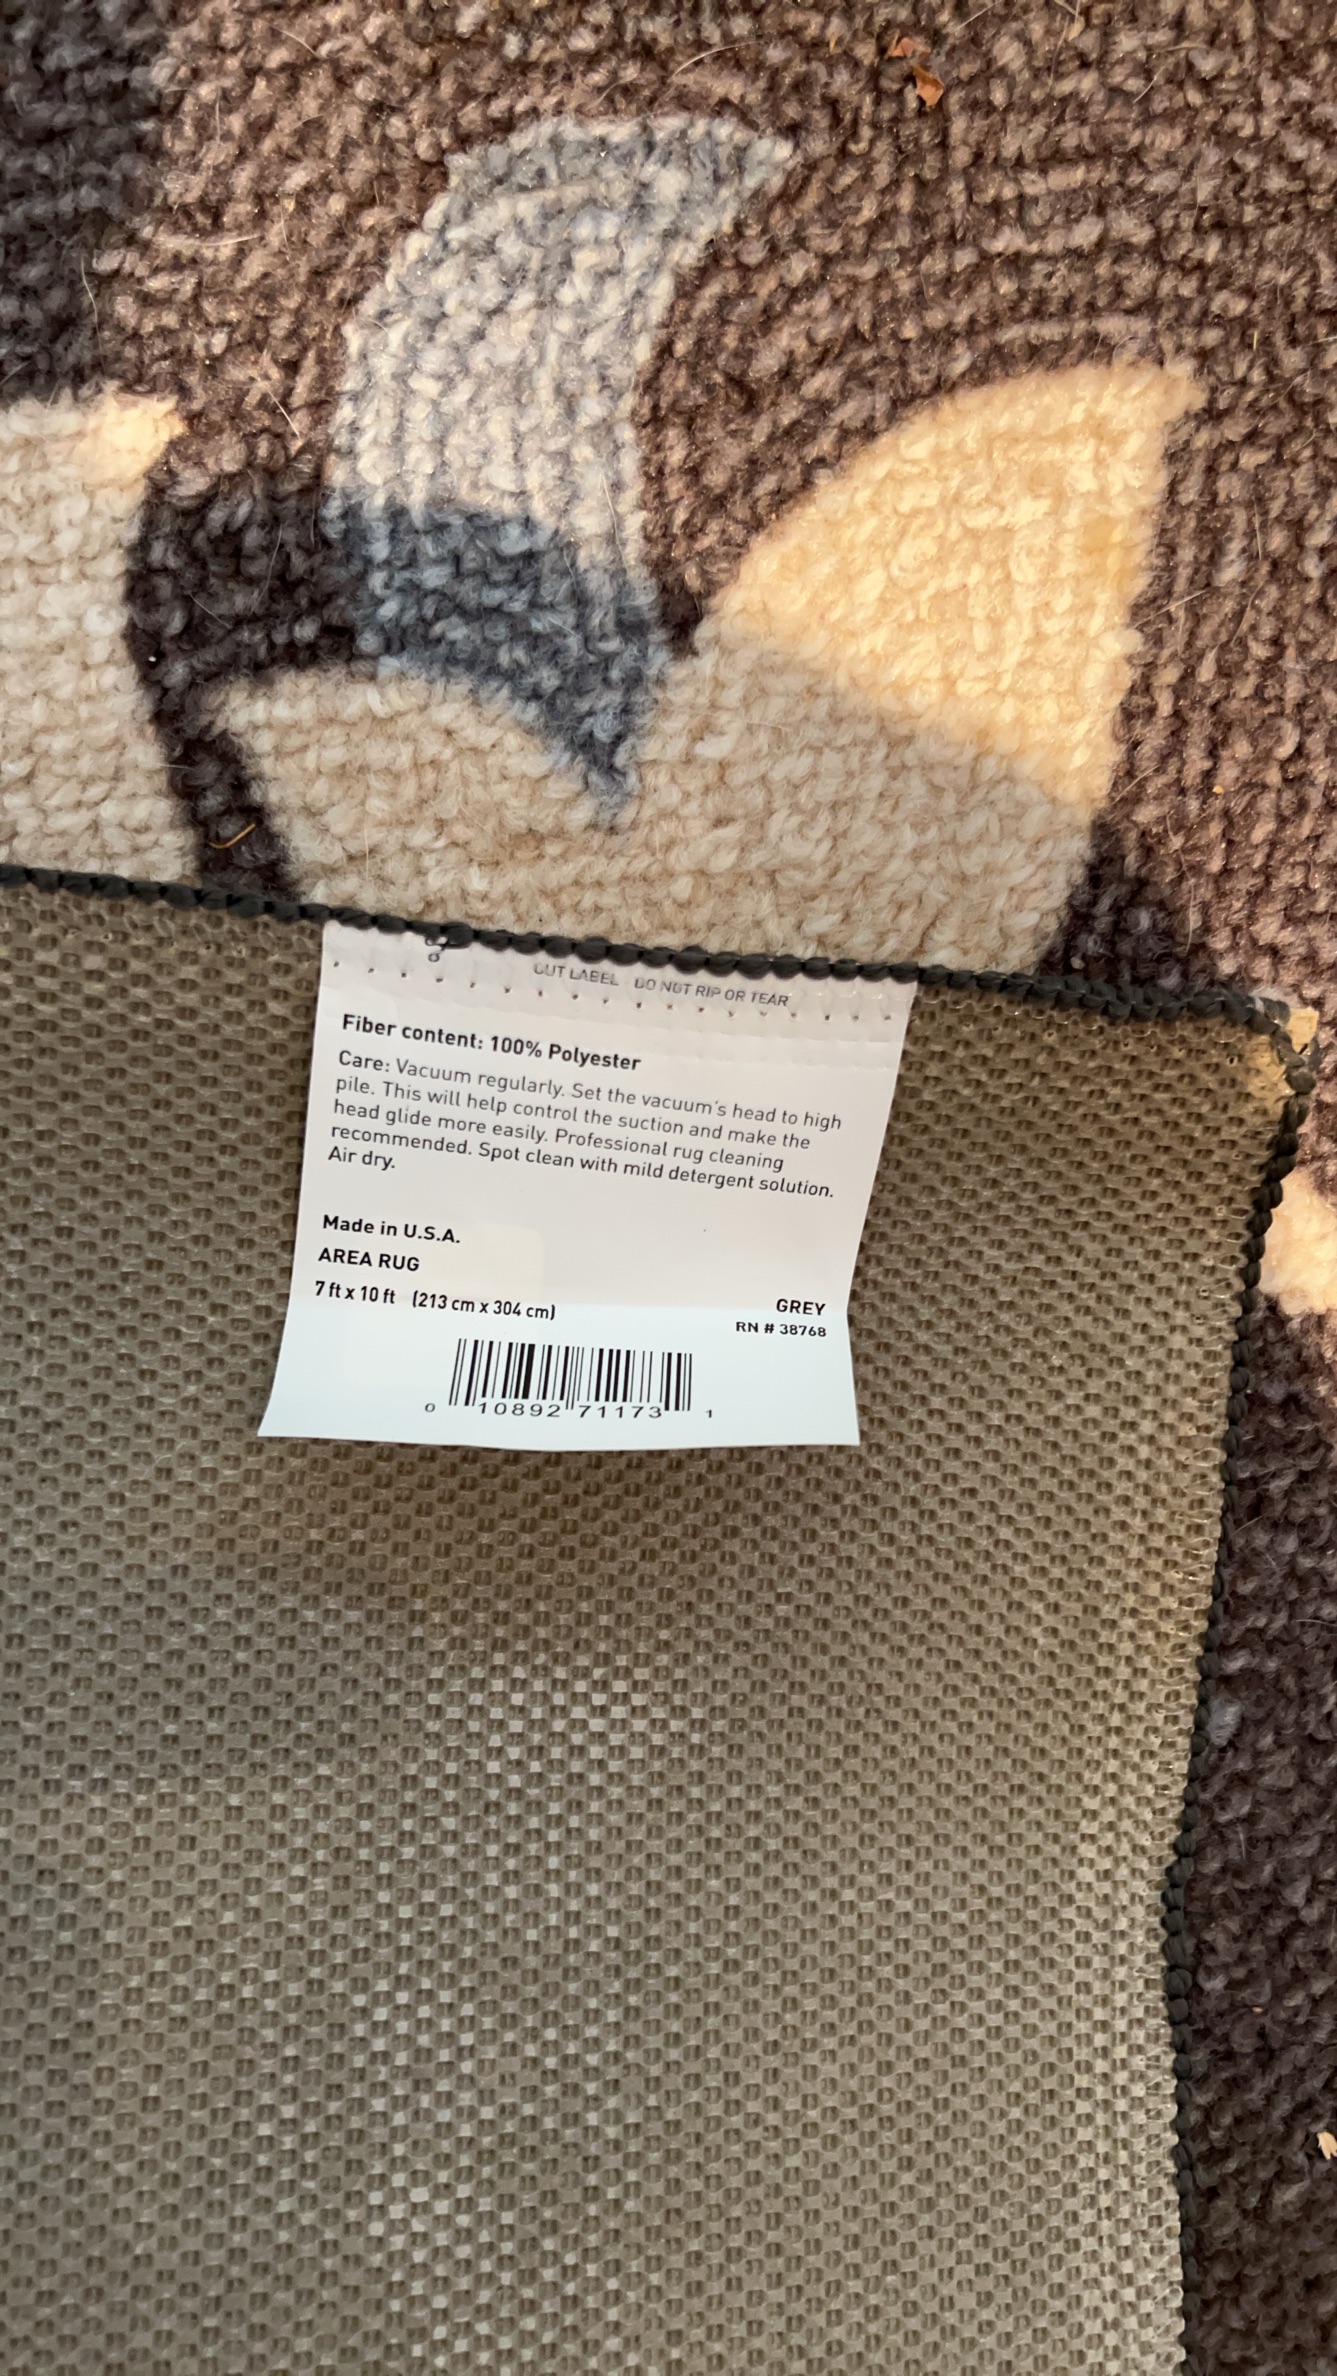 CUT LABEL DO NOT RIP OR TEAR
Fiber content: 100% Polyester
Care: Vacuum regularly. Set the vacuum's head to high
pile. This will help control the suction and make the
head glide more easily. Professional rug cleaning
recommended. Spot clean with mild detergent solution.
Air dry.
Made in U.S.A.
AREA RUG
7 ft x 10 ft (213 cm x 304 cm)
GREY
RN # 38768
0 10892 71173 1